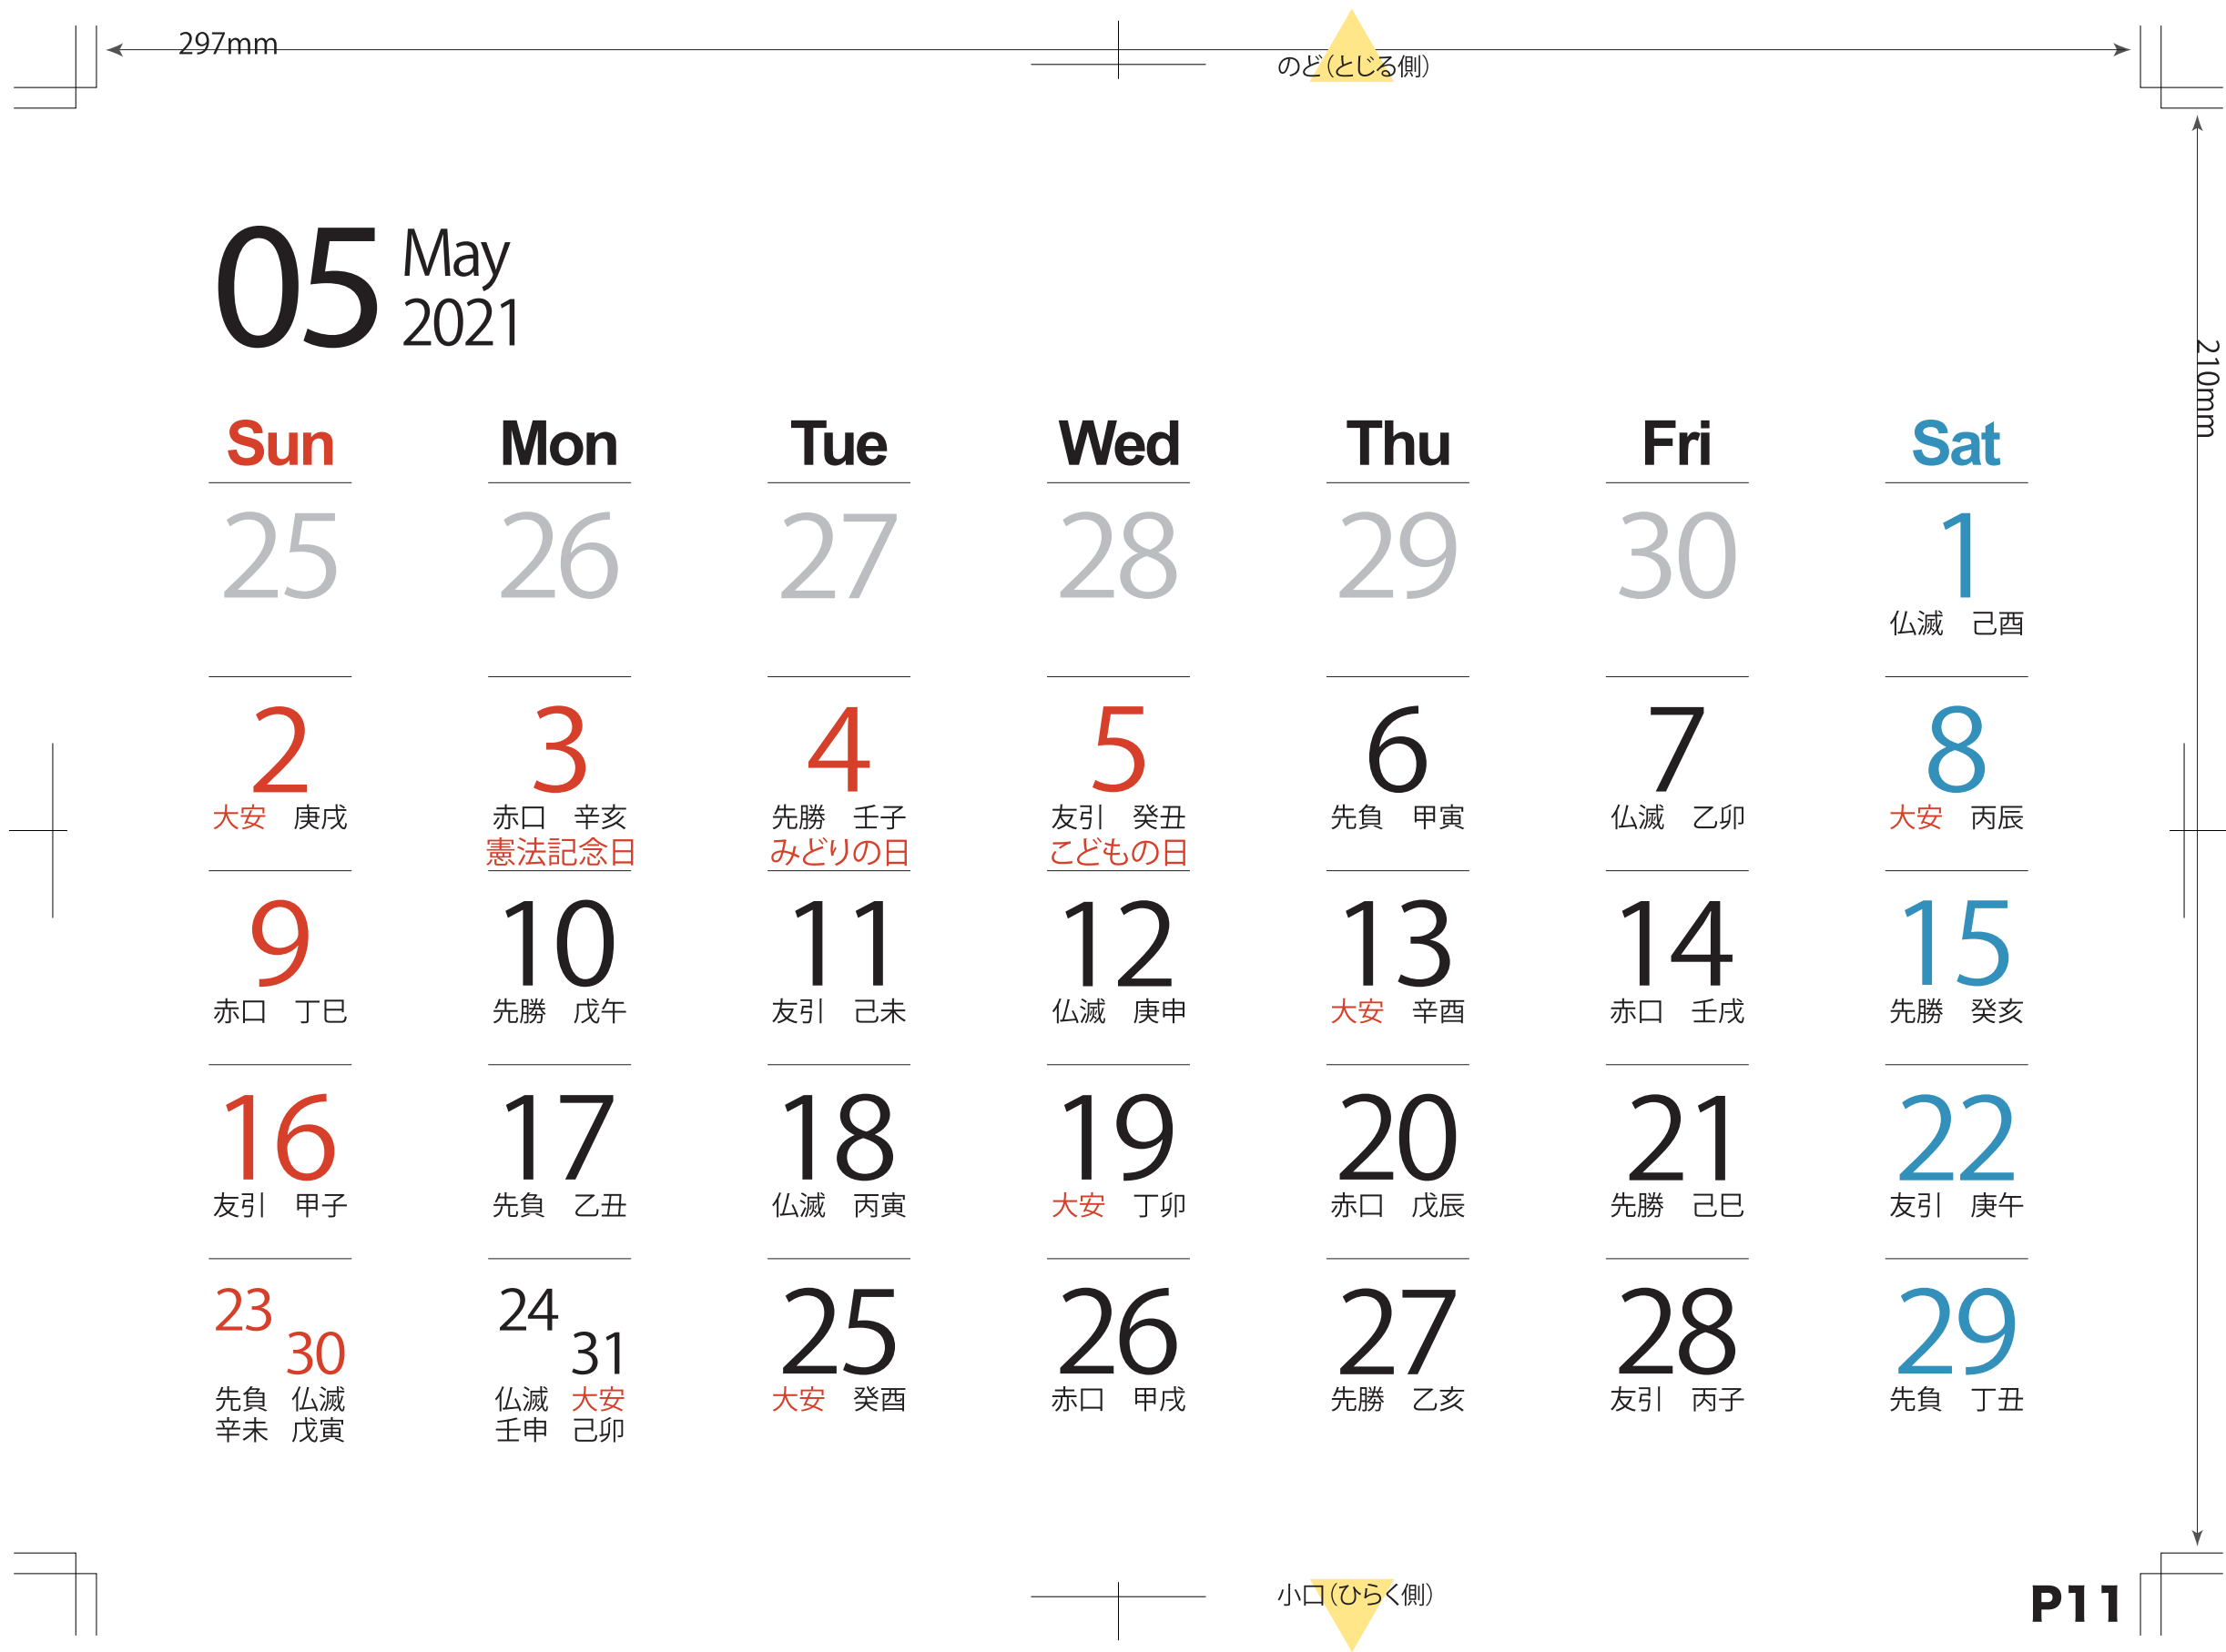 297mm
のど(とじる側)
210mm
05
May
2021
Sun Mon Tue Wed Thu Fri Sat
25 26 27 28 29 30 1
仏滅 己酉
2 3 4 5 6 7 8
大安 庚戌 赤口 辛亥 先勝 壬子 友引 癸丑 先負 甲寅 仏滅 乙卯 大安 丙辰
憲法記念日 みどりの日 こどもの日
9 10 11 12 13 14 15
赤口 丁巳 先勝 戊午 友引 己未 仏滅 庚申 大安 辛酉 赤口 壬戌 先勝 癸亥
16 17 18 19 20 21 22
友引 甲子 先負 乙丑 仏滅 丙寅 大安 丁卯 赤口 戊辰 先勝 己巳 友引 庚午
23 30 24 31 25 26 27 28 29
先負 仏滅 仏滅 大安 大安 癸酉 赤口 甲戌 先勝 乙亥 友引 丙子 先負 丁丑
辛未 戊寅 壬申 己卯
小口(ひらく側)
P11